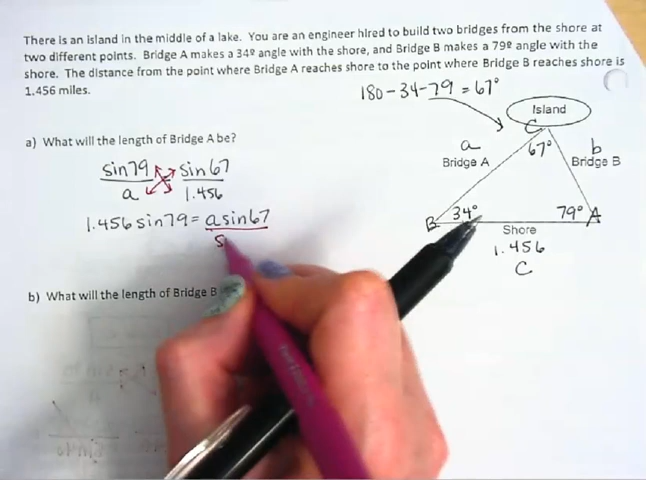 There is an island in the middle of a lake. You are an engineer hired to build two bridges from the shore at
two different points. Bridge A makes a 34º angle with the shore, and Bridge B makes a 79º angle with the
shore. The distance from the point where Bridge A reaches shore to the point where Bridge B reaches shore is
1.456 miles.
180-34-79=67°
Island
C
a) What will the length of Bridge A be?
a
Bridge A
67°
b
Bridge B
sin79 sin67
a 1.456
1.456sin79=asin67
s
B 34° 79° A
Shore
1.456
C
b) What will the length of Bridge B